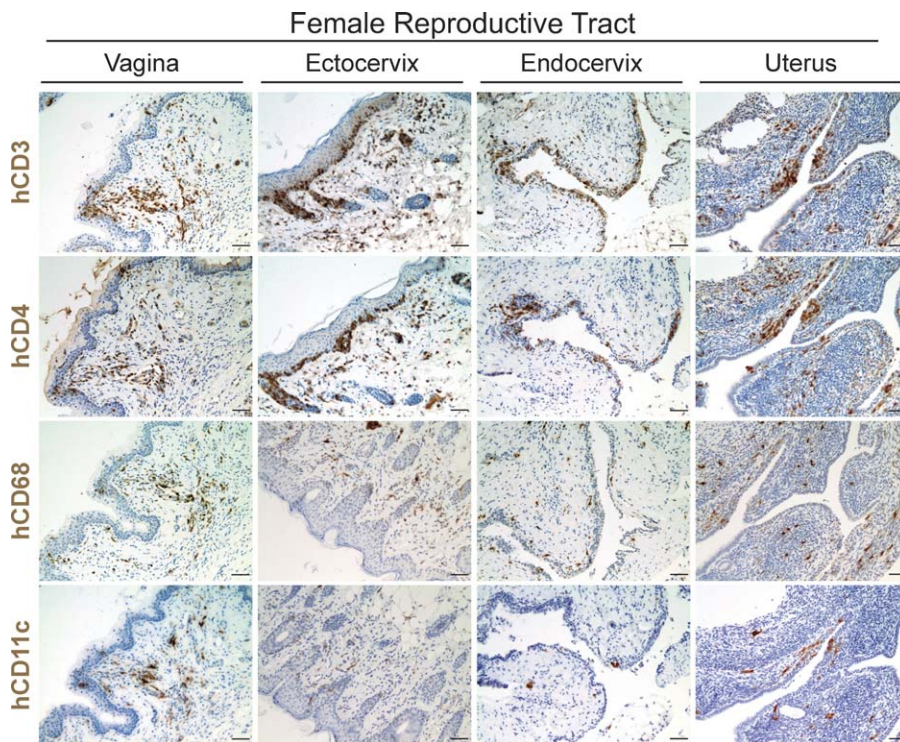 Female Reproductive Tract
Vagina Ectocervix Endocervix Uterus
hCD3
hCD4
hCD68
hCD11c